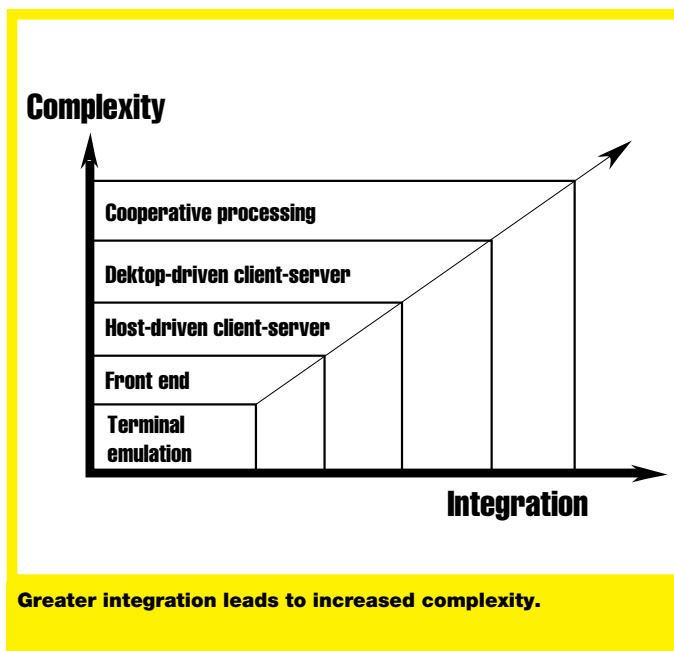 Complexity
Cooperative processing
Dektop-driven client-server
Host-driven client-server
Front end
Terminal
emulation
Integration
Greater integration leads to increased complexity.